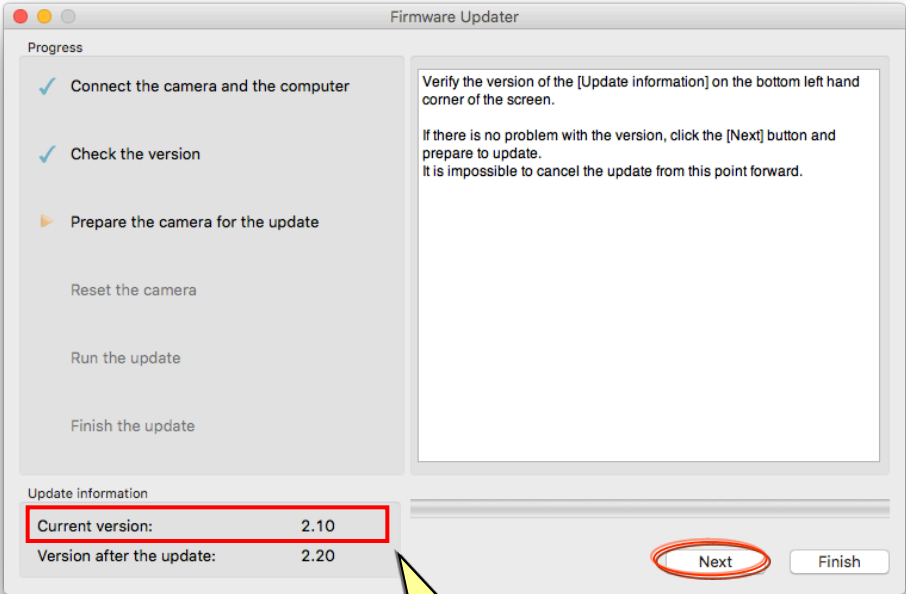 Firmware Updater
Progress
Connect the camera and the computer
Check the version
Prepare the camera for the update
Reset the camera
Run the update
Finish the update
Verify the version of the [Update information] on the bottom left hand
corner of the screen.
If there is no problem with the version, click the [Next] button and
prepare to update.
It is impossible to cancel the update from this point forward.
Update information
Current version: 2.10
Version after the update: 2.20
Next
Finish